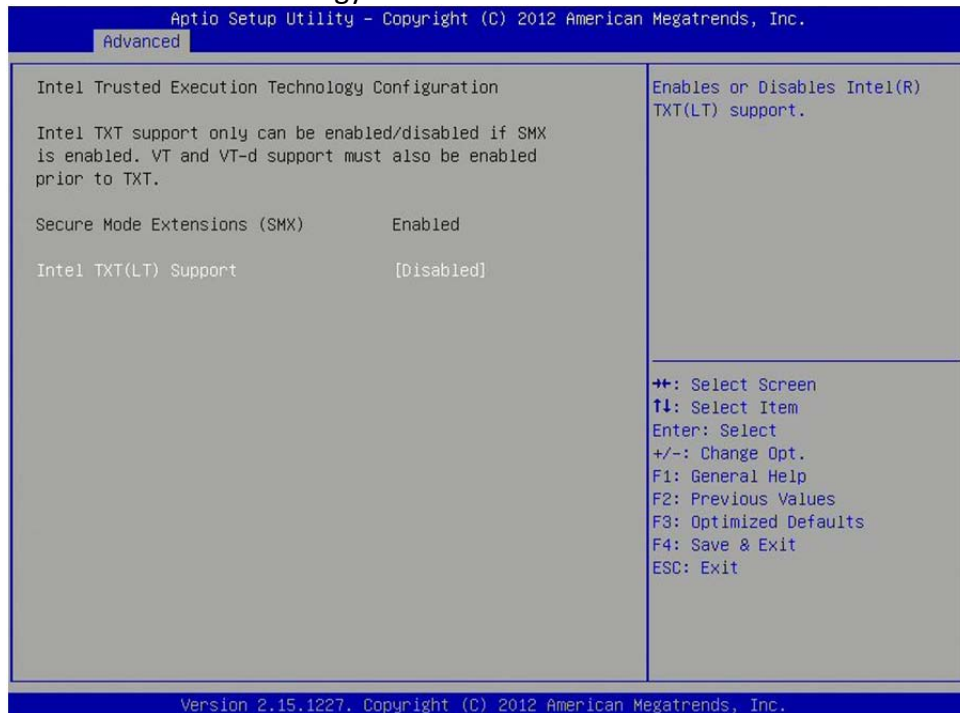 Aptio Setup Utility – Copyright (C) 2012 American Megatrends, Inc.
Advanced
Intel Trusted Execution Technology Configuration
Intel TXT support only can be enabled/disabled if SMX
is enabled. VT and VT-d support must also be enabled
prior to TXT.
Secure Mode Extensions (SMX) Enabled
Intel TXT(LT) Support [Disabled]
Enables or Disables Intel(R)
TXT(LT) support.
→←: Select Screen
↑↓: Select Item
Enter: Select
+/-: Change Opt.
F1: General Help
F2: Previous Values
F3: Optimized Defaults
F4: Save & Exit
ESC: Exit
Version 2.15.1227. Copyright (C) 2012 American Megatrends, Inc.